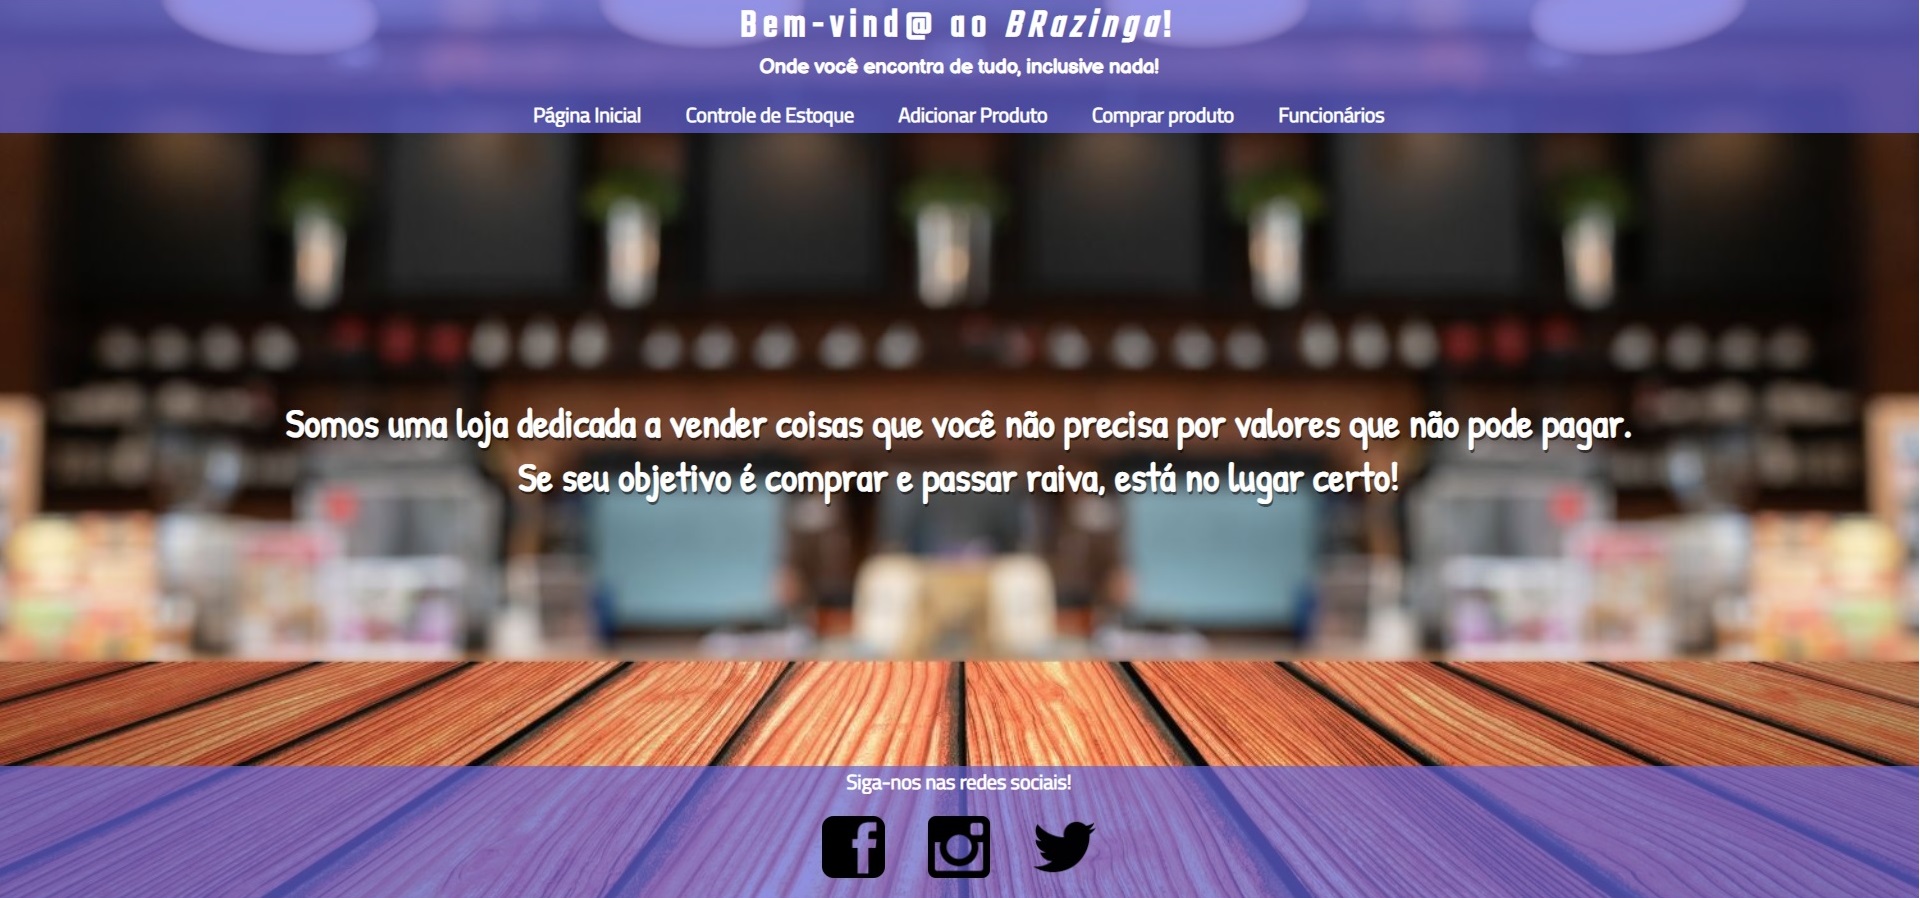 Bem-vind@ ao BRazinga!
Onde você encontra de tudo, inclusive nada!
Página Inicial Controle de Estoque Adicionar Produto Comprar produto Funcionários
Somos uma loja dedicada a vender coisas que você não precisa por valores que não pode pagar.
Se seu objetivo é comprar e passar raiva, está no lugar certo!
Siga-nos nas redes sociais!